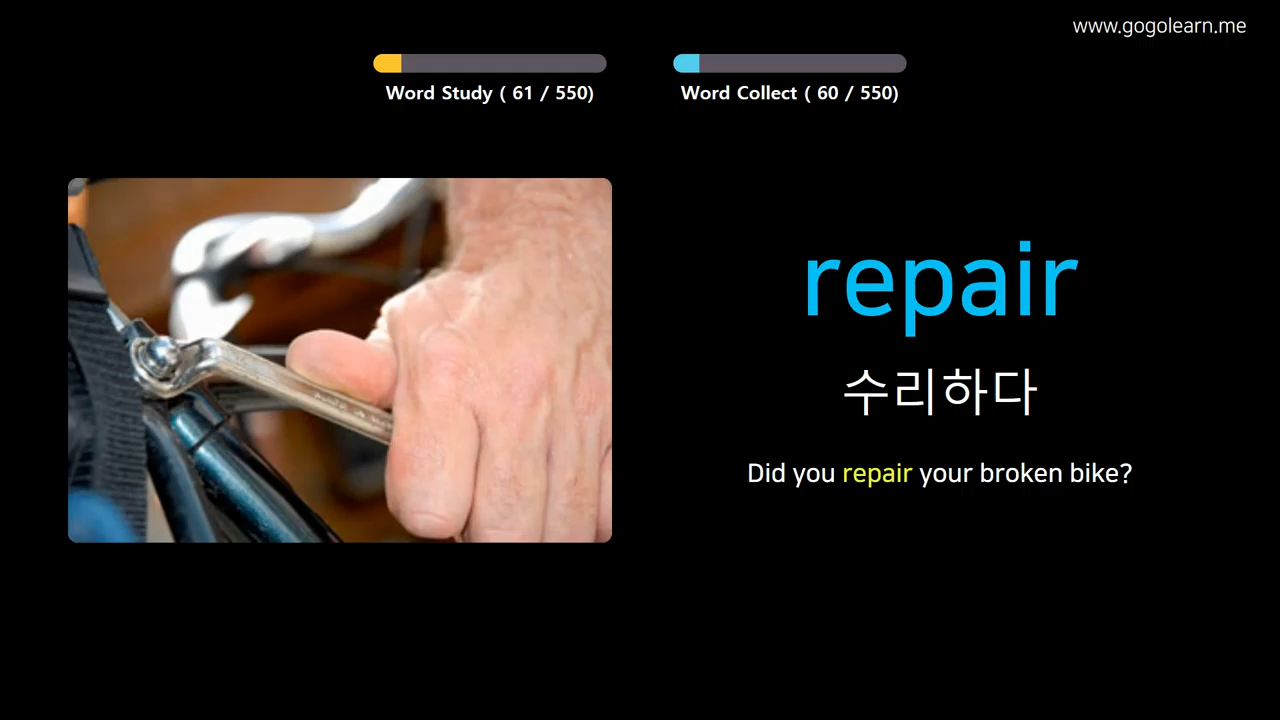 www.gogolearn.me
Word Study ( 61 / 550)
Word Collect ( 60 / 550)
repair
수리하다
Did you repair your broken bike?